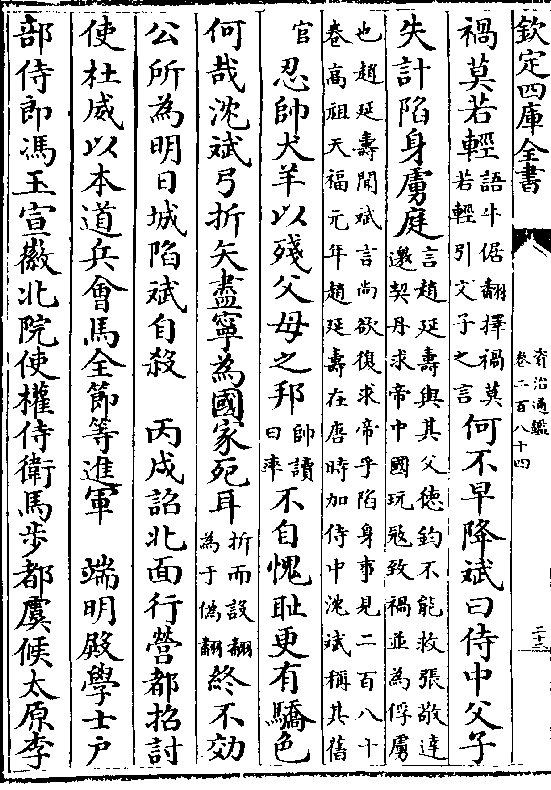 欽定四庫全書
資治通鑑
卷二百八十四
禍莫若輕語牛倨翻擇禍莫若輕引文子之言何不早降斌曰侍中父子
失計陷身虜庭言趙延壽與其父徳鈞不能救張敬達邀契丹求帝中國玩宼致禍並為俘虜
也趙延壽聞斌言尚欲復求帝乎陷身事見二百八十卷高祖天福元年趙延壽在唐時加侍中沈斌稱其舊
官忍帥犬羊以殘父母之邦帥讀曰率不自愧耻更有驕色
何哉沈斌弓折矢盡寧為國家死耳折而設翻為于偽翻終不効
公所為明日城陷斌自殺　丙戍詔北面行營都招討
使杜威以本道兵會馬全節等進軍　端明殿學士户
部侍郎馮玉宣徽北院使權侍衛馬步都虞候太原李